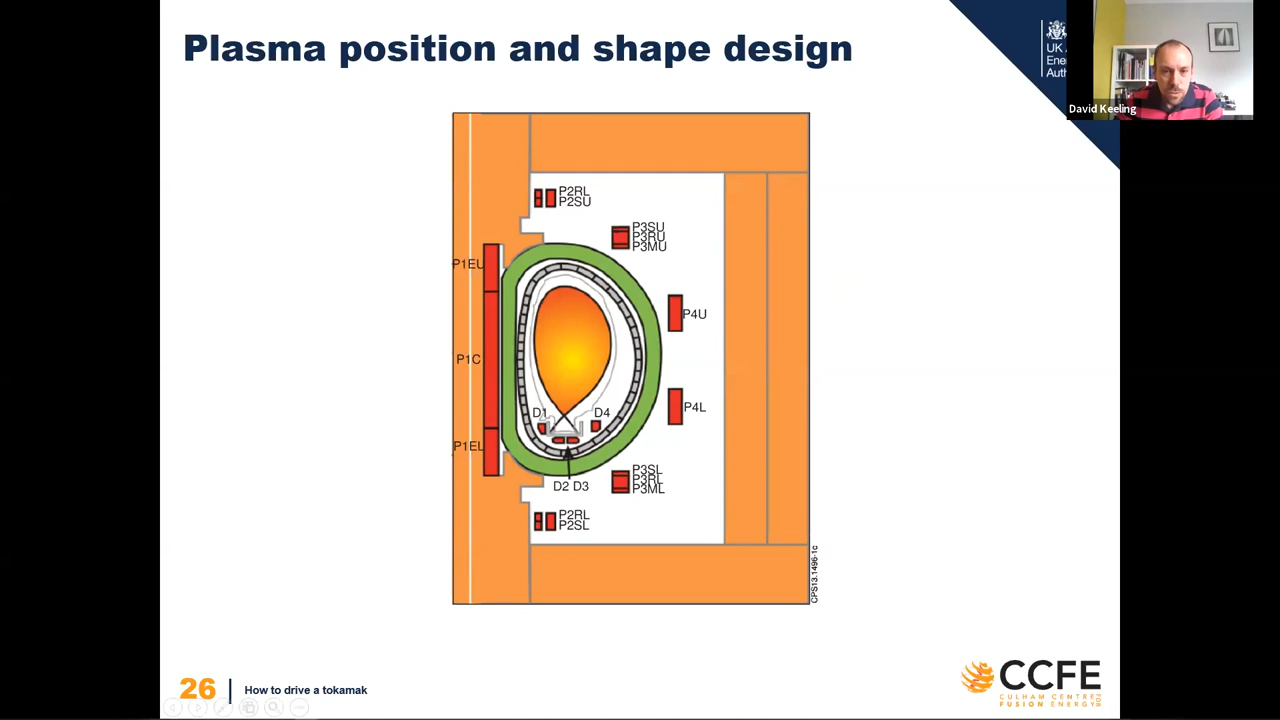 Plasma position and shape design
UK A
Ener
Auth
David Keeling
P2RL
P2SU
P3SU
P3RU
P3MU
P1EU
P4U
P1C
P4L
D1
D4
P1EL
P3SL
P3RL
P3ML
D2 D3
P2RL
P2SL
CPS13.1496-1c
26
How to drive a tokamak
CCFE
CULHAM CENTRE
FOR
FUSION ENERGY